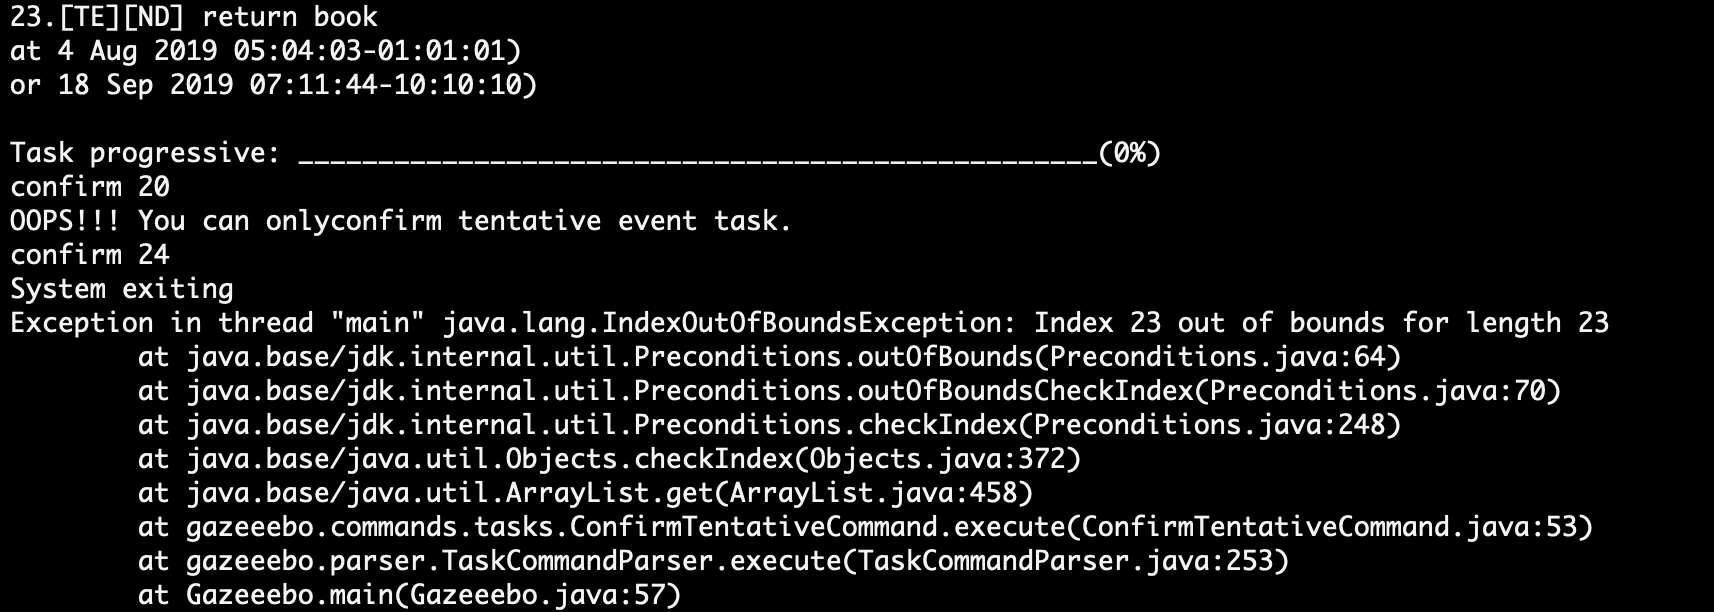 23.[TE][ND] return book
at 4 Aug 2019 05:04:03-01:01:01)
or 18 Sep 2019 07:11:44-10:10:10)
Task progressive: __________________________________________________(0%)
confirm 20
OOPS!!! You can onlyconfirm tentative event task.
confirm 24
System exiting
Exception in thread "main" java.lang.IndexOutOfBoundsException: Index 23 out of bounds for length 23
at java.base/jdk.internal.util.Preconditions.outOfBounds(Preconditions.java:64)
at java.base/jdk.internal.util.Preconditions.outOfBoundsCheckIndex(Preconditions.java:70)
at java.base/jdk.internal.util.Preconditions.checkIndex(Preconditions.java:248)
at java.base/java.util.Objects.checkIndex(Objects.java:372)
at java.base/java.util.ArrayList.get(ArrayList.java:458)
at gazeeebo.commands.tasks.ConfirmTentativeCommand.execute(ConfirmTentativeCommand.java:53)
at gazeeebo.parser.TaskCommandParser.execute(TaskCommandParser.java:253)
at Gazeeebo.main(Gazeeebo.java:57)